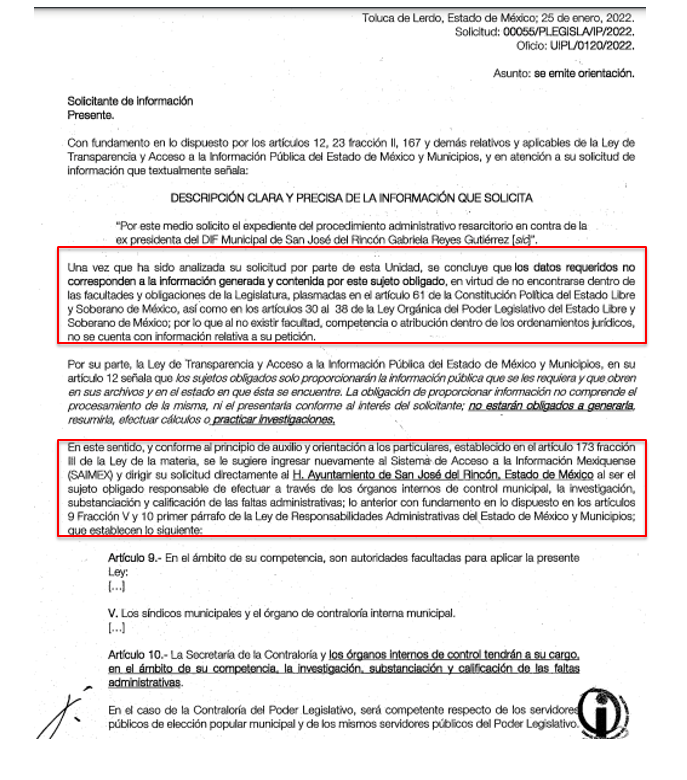 Toluca de Lerdo, Estado de México; 25 de enero, 2022.
Solicitud: 00055/PLEGISLA/IP/2022.
Oficio: UIPL/0120/2022.
Asunto: se emite orientación.
Solicitante de información
Presente.
Con fundamento en lo dispuesto por los artículos 12, 23 fracción II, 167 y demás relativos y aplicables de la Ley de
Transparencia y Acceso a la Información Pública del Estado de México y Municipios, y en atención a su solicitud de
información que textualmente señala:
DESCRIPCIÓN CLARA Y PRECISA DE LA INFORMACIÓN QUE SOLICITA
"Por este medio solicito el expediente del procedimiento administrativo resarcitorio en contra de la
ex presidenta del DIF Municipal de San José del Rincón Gabriela Reyes Gutiérrez [sic]".
Una vez que ha sido analizada su solicitud por parte de esta Unidad, se concluye que los datos requeridos no
corresponden a la información generada y contenida por este sujeto obligado, en virtud de no encontrarse dentro de
las facultades y obligaciones de la Legislatura, plasmadas en el artículo 61 de la Constitución Política del Estado Libre
y Soberano de México, así como en los artículos 30 al 38 de la Ley Orgánica del Poder Legislativo del Estado Libre y
Soberano de México; por lo que al no existir facultad, competencia o atribución dentro de los ordenamientos jurídicos,
no se cuenta con información relativa a su petición.
Por su parte, la Ley de Transparencia y Acceso a la Información Pública del Estado de México y Municipios, en su
artículo 12 señala que los sujetos obligados solo proporcionarán la información pública que se les requiera y que obren
en sus archivos y en el estado en que ésta se encuentre. La obligación de proporcionar información no comprende el
procesamiento de la misma, ni el presentarla conforme al interés del solicitante; no estarán obligados a generarla,
resumirla, efectuar cálculos o practicar investigaciones.
En este sentido, y conforme al principio de auxilio y orientación a los particulares, establecido en el artículo 173 fracción
III de la Ley de la materia, se le sugiere ingresar nuevamente al Sistema de Acceso a la Información Mexiquense
(SAIMEX) y dirigir su solicitud directamente al H. Ayuntamiento de San José del Rincón, Estado de México al ser el
sujeto obligado responsable de efectuar a través de los órganos internos de control municipal, la investigación,
substanciación y calificación de las faltas administrativas; lo anterior con fundamento en lo dispuesto en los artículos
9 Fracción V y 10 primer párrafo de la Ley de Responsabilidades Administrativas del Estado de México y Municipios;
que establecen lo siguiente:
Artículo 9.- En el ámbito de su competencia, son autoridades facultadas para aplicar la presente
Ley:
[...]
V. Los síndicos municipales y el órgano de contraloría interna municipal.
[...]
Artículo 10.- La Secretaría de la Contraloría y los órganos internos de control tendrán a su cargo,
en el ámbito de su competencia, la investigación, substanciación y calificación de las faltas
administrativas.
En el caso de la Contraloría del Poder Legislativo, será competente respecto de los servidores
públicos de elección popular municipal y de los mismos servidores públicos del Poder Legislativo.